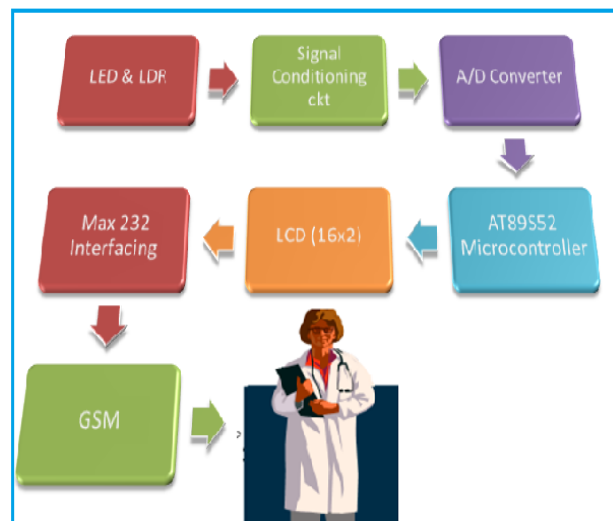 LED & LDR
Signal
Conditioning
ckt
A/D Converter
AT89S52
Microcontroller
LCD (16x2)
Max 232
Interfacing
GSM